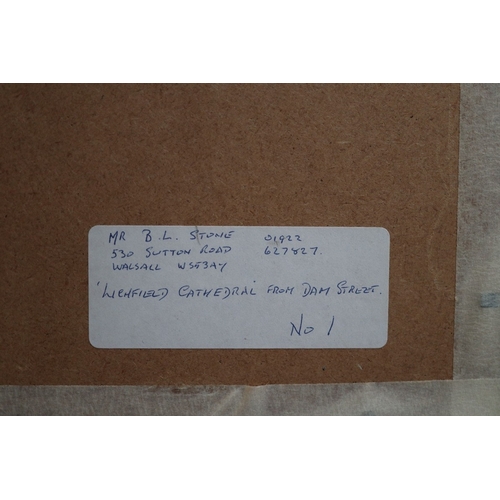 MR B.L. STONE 01922
530 SUTTON ROAD 627827.
WALSALL WS53AY
'LICHFIELD CATHEDRAL' FROM DAM STREET.
No 1